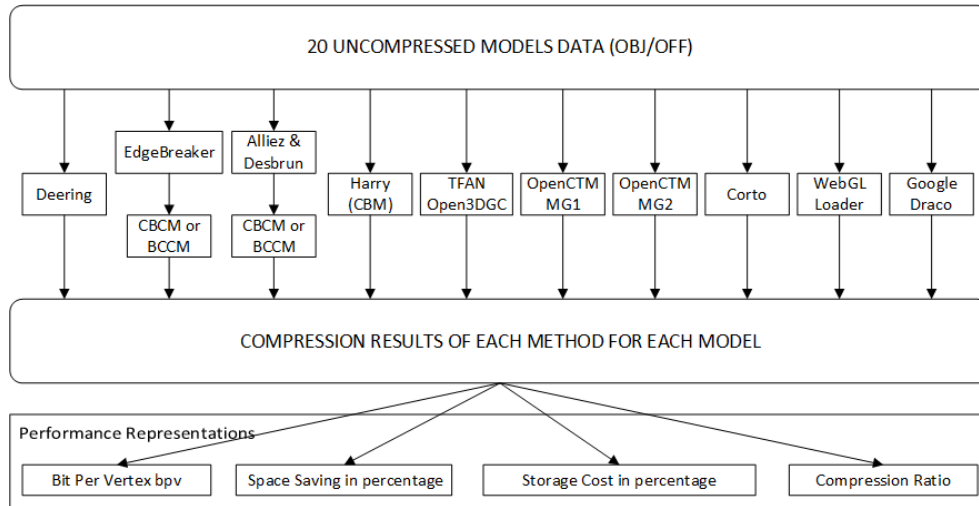 20 UNCOMPRESSED MODELS DATA (OBJ/OFF)
Deering
EdgeBreaker
CBCM or
BCCM
Alliez &
Desbrun
CBCM or
BCCM
Harry
(CBM)
TFAN
Open3DGC
OpenCTM
MG1
OpenCTM
MG2
Corto
WebGL
Loader
Google
Draco
COMPRESSION RESULTS OF EACH METHOD FOR EACH MODEL
Performance Representations
Bit Per Vertex bpv
Space Saving in percentage
Storage Cost in percentage
Compression Ratio